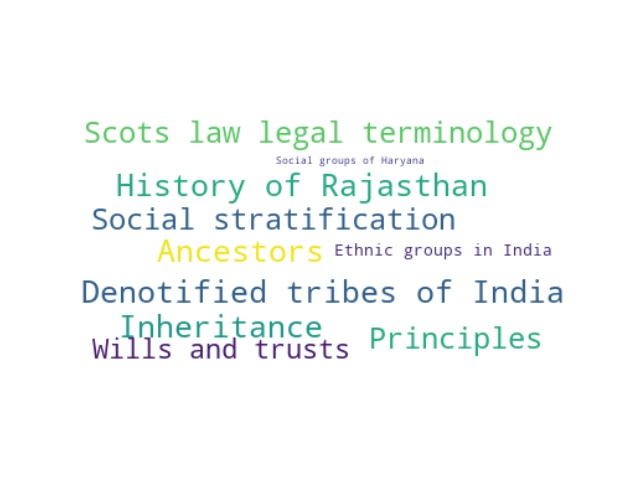 Scots law legal terminology
Social groups of Haryana
History of Rajasthan
Social stratification
Ancestors
Ethnic groups in India
Denotified tribes of India
Inheritance
Principles
Wills and trusts